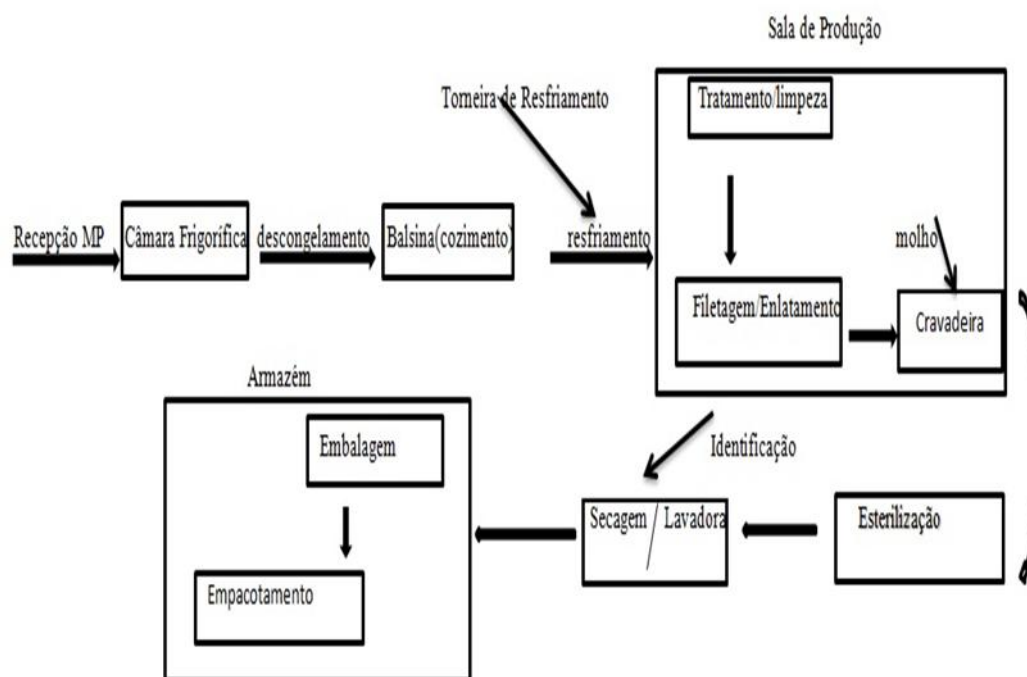 Sala de Produção
Torneira de Resfriamento
Tratamento/limpeza
Recepção MP
Câmara Frigorífica
descongelamento
Balsina(cozimento)
resfriamento
molho
Filetagem/Enlatamento
Cravadeira
Armazém
Identificação
Embalagem
Secagem / Lavadora
Esterilização
Empacotamento